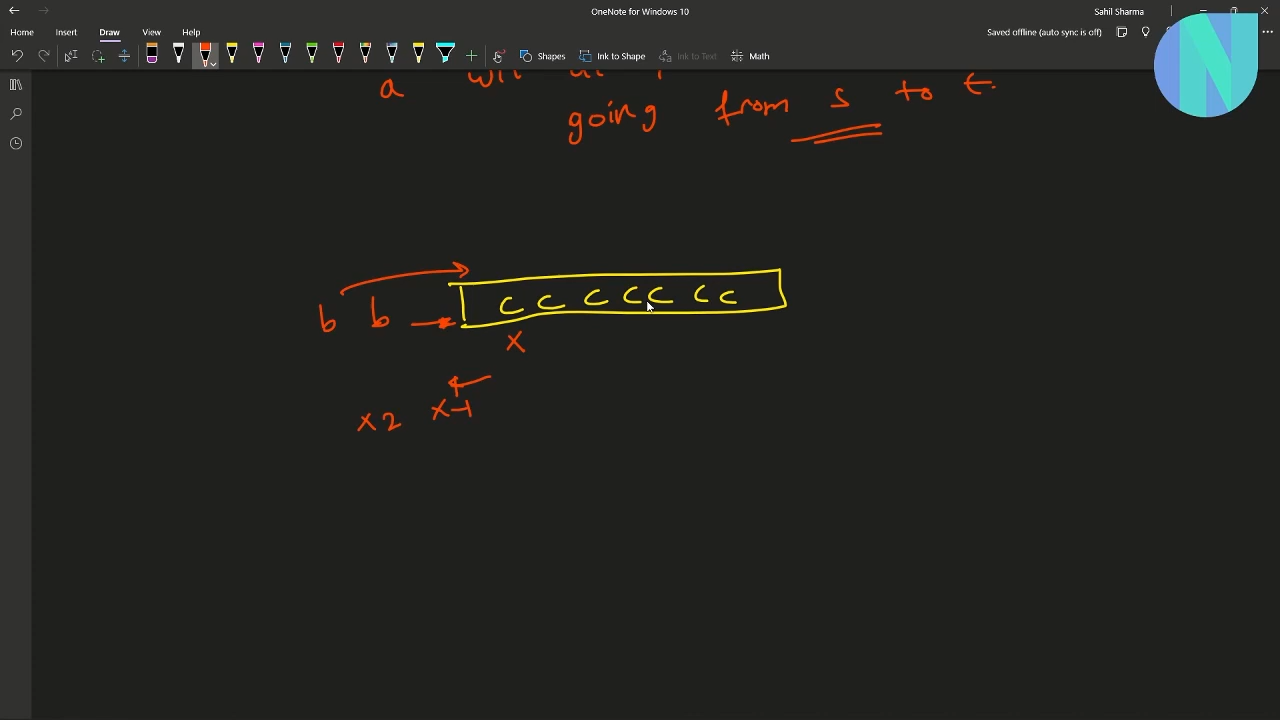 OneNote for Windows 10
Sahil Sharma
Home Insert Draw View Help
Saved offline (auto sync is off)
Shapes Ink to Shape Ink to Text Math
a
going from s to t.
b b c c c c c c c
x
x2 x-1